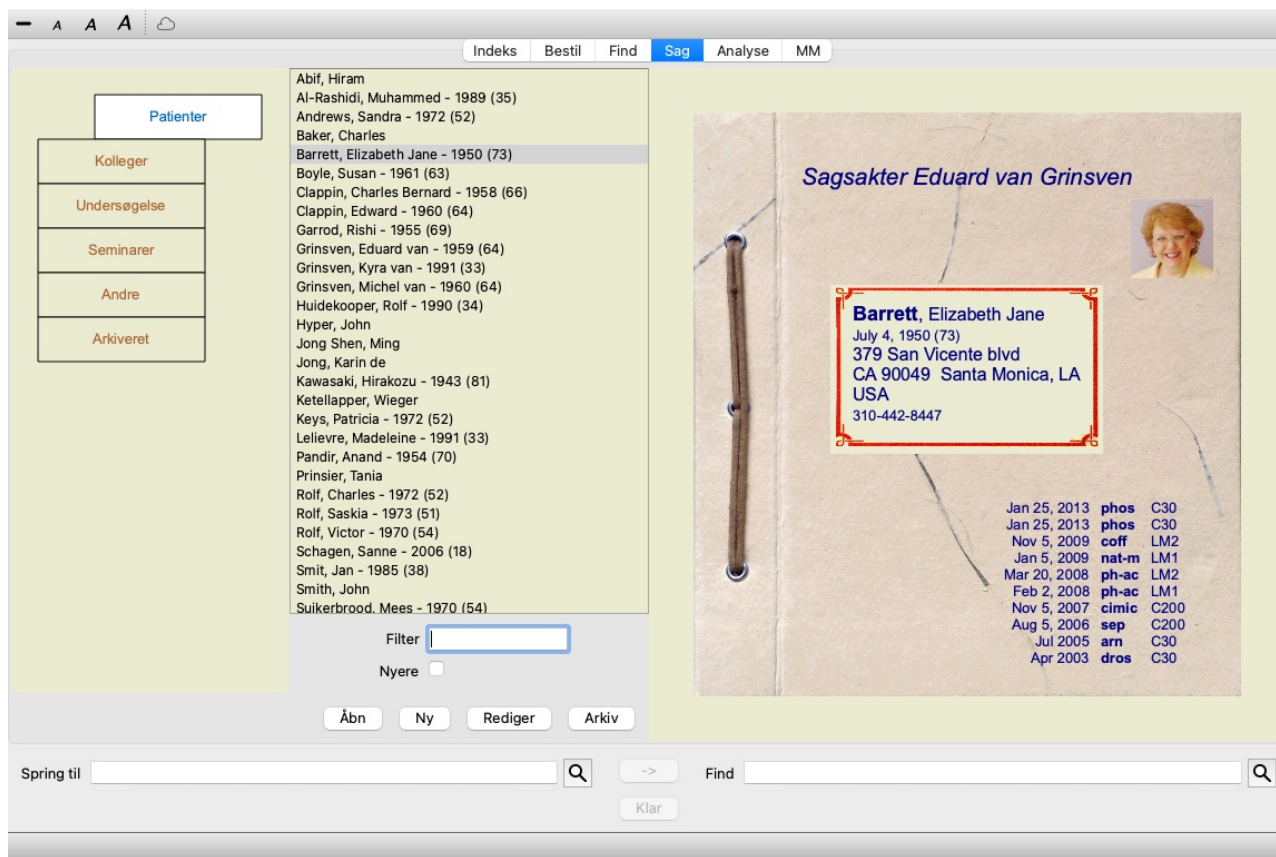 A A A
Indeks Bestil Find Sag Analyse MM
Patienter
Kolleger
Undersøgelse
Seminarer
Andre
Arkiveret
Abif, Hiram
Al-Rashidi, Muhammed - 1989 (35)
Andrews, Sandra - 1972 (52)
Baker, Charles
Barrett, Elizabeth Jane - 1950 (73)
Boyle, Susan - 1961 (63)
Clappin, Charles Bernard - 1958 (66)
Clappin, Edward - 1960 (64)
Garrod, Rishi - 1955 (69)
Grinsven, Eduard van - 1959 (64)
Grinsven, Kyra van - 1991 (33)
Grinsven, Michel van - 1960 (64)
Huidekooper, Rolf - 1990 (34)
Hyper, John
Jong Shen, Ming
Jong, Karin de
Kawasaki, Hirakozu - 1943 (81)
Ketellapper, Wieger
Keys, Patricia - 1972 (52)
Lelievre, Madeleine - 1991 (33)
Pandir, Anand - 1954 (70)
Prinsier, Tania
Rolf, Charles - 1972 (52)
Rolf, Saskia - 1973 (51)
Rolf, Victor - 1970 (54)
Schagen, Sanne - 2006 (18)
Smit, Jan - 1985 (38)
Smith, John
Suikerbrood, Mees - 1970 (54)
Filter
Nyere
Åbn Ny Rediger Arkiv
Sagsakter Eduard van Grinsven
Barrett, Elizabeth Jane
July 4, 1950 (73)
379 San Vicente blvd
CA 90049 Santa Monica, LA
USA
310-442-8447
Jan 25, 2013 phos C30
Jan 25, 2013 phos C30
Nov 5, 2009 coff LM2
Jan 5, 2009 nat-m LM1
Mar 20, 2008 ph-ac LM2
Feb 2, 2008 ph-ac LM1
Nov 5, 2007 cimic C200
Aug 5, 2006 sep C200
Jul 2005 arn C30
Apr 2003 dros C30
Spring til -> Find
Klar